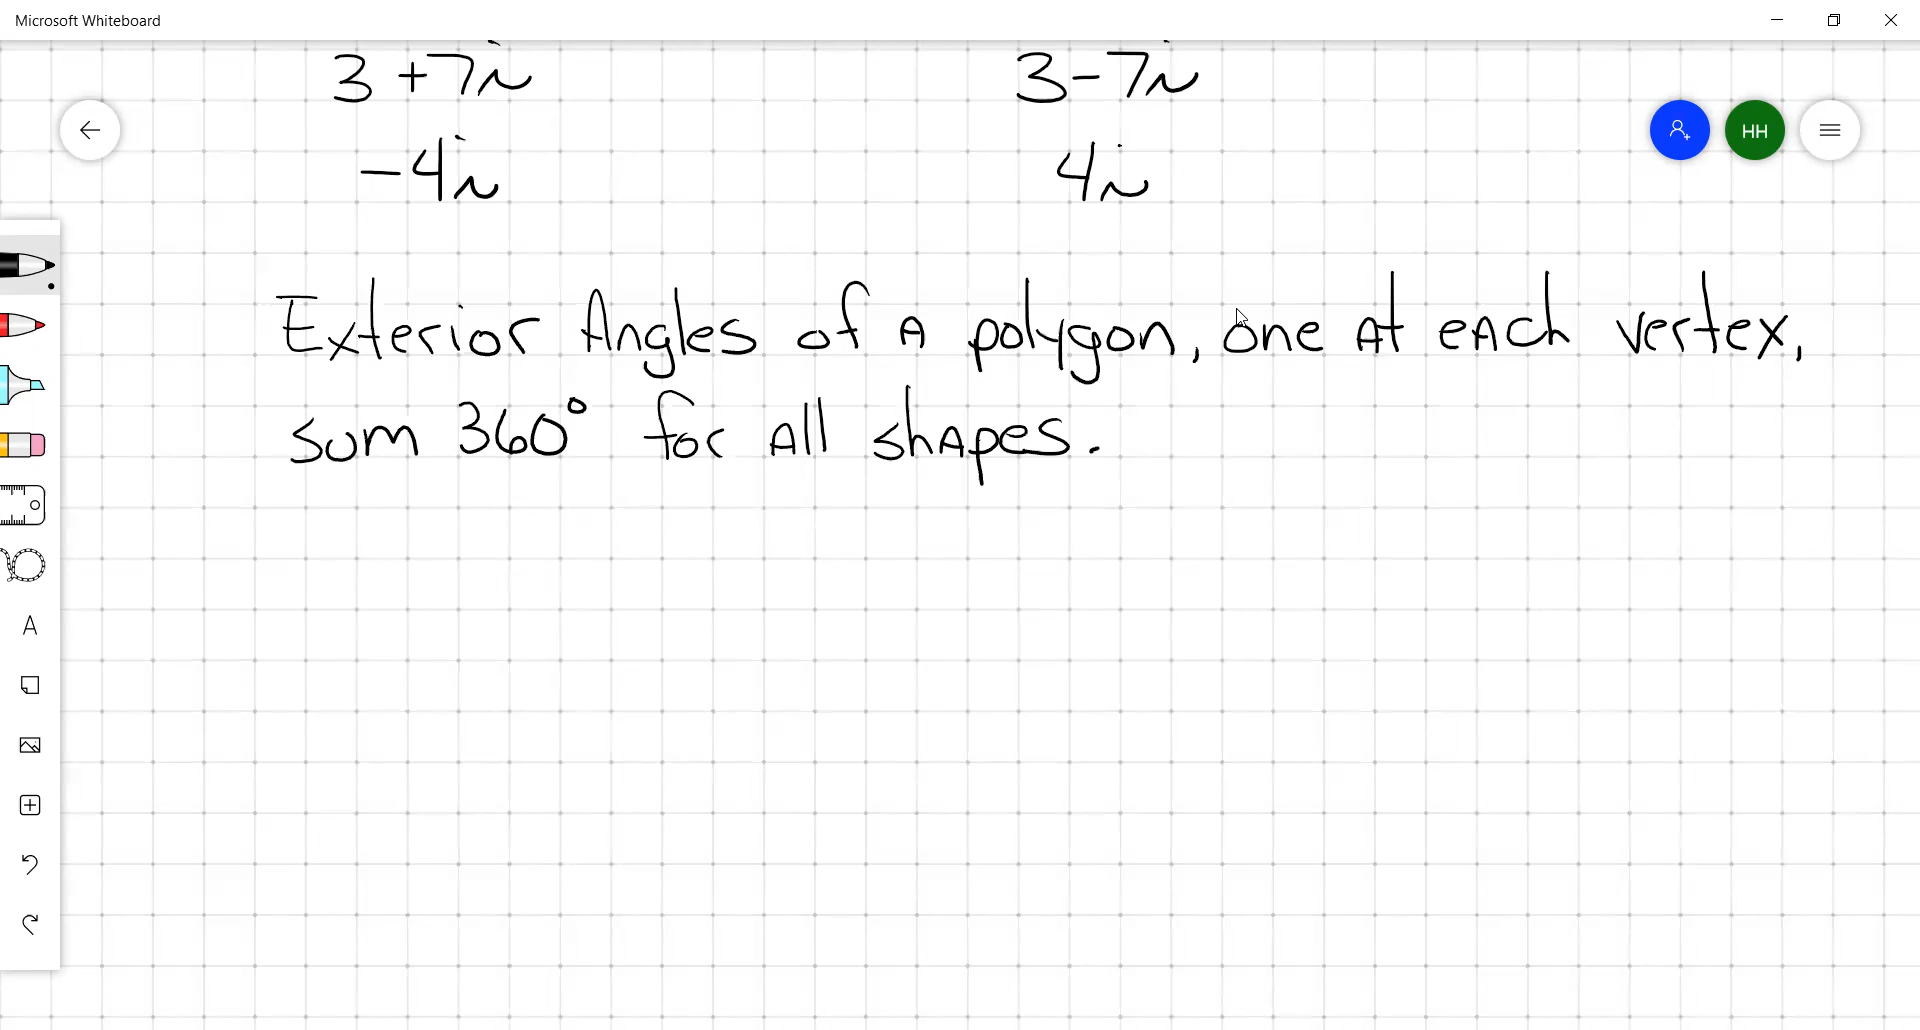 Microsoft Whiteboard
3+7i 3-7i
-4i 4i
HH
Exterior Angles of A polygon, one At eAch vertex,
sum 360° for All shApes.
A